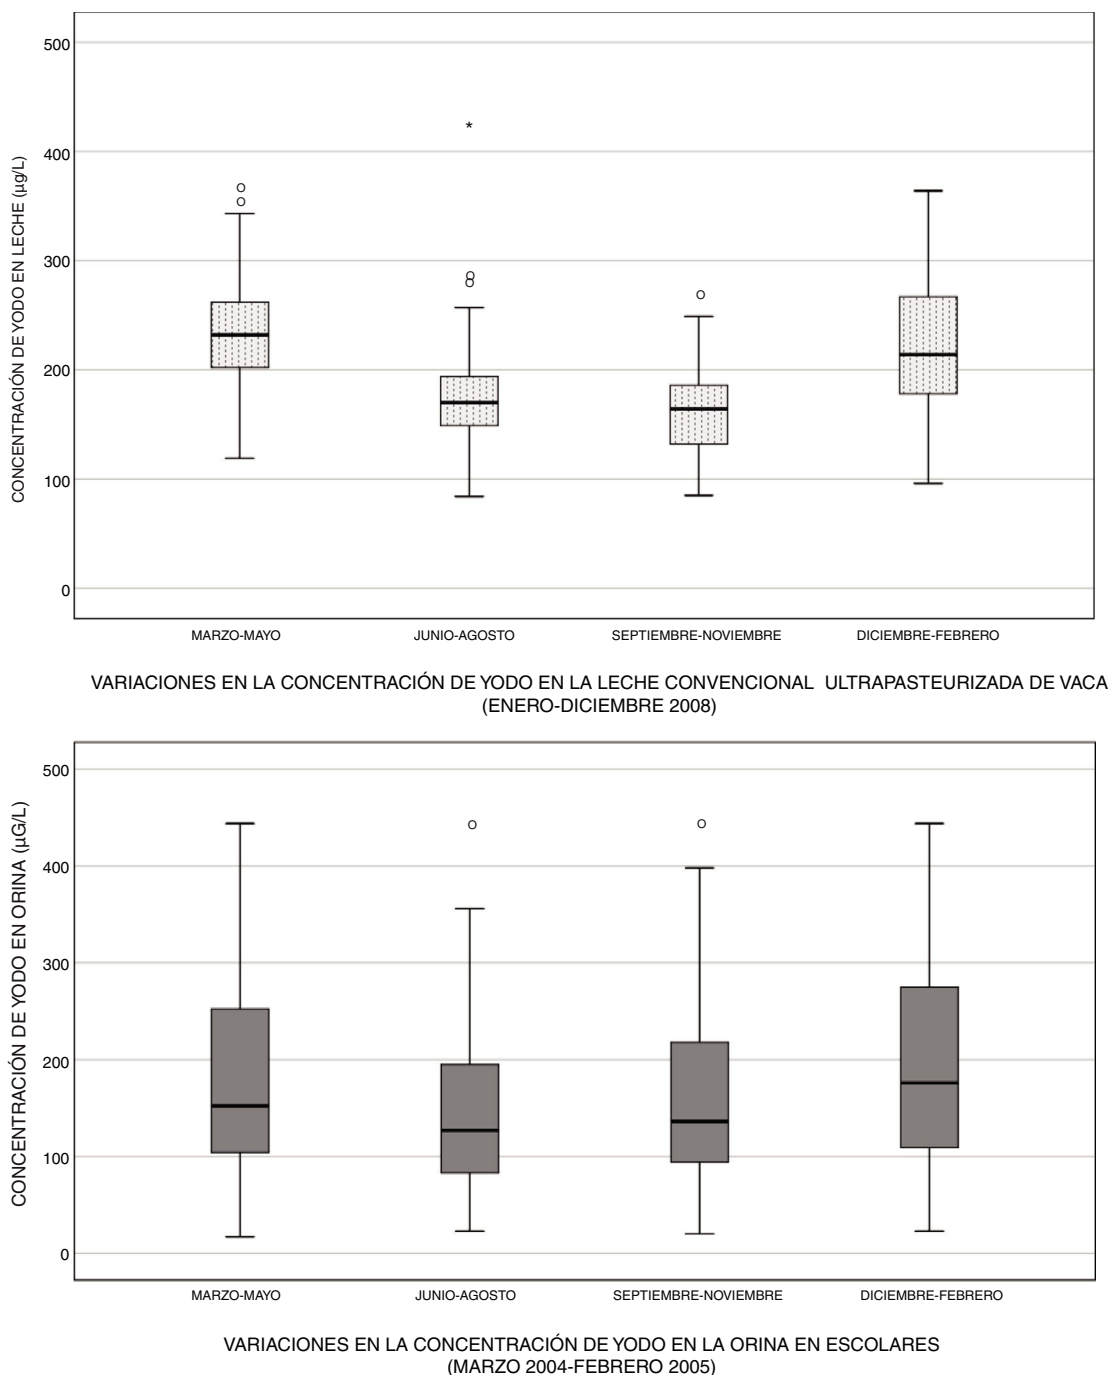 CONCENTRACIÓN DE YODO EN LECHE (µg/L)
500
400
300
200
100
0
*
O
O
O
O
O
MARZO-MAYO JUNIO-AGOSTO SEPTIEMBRE-NOVIEMBRE DICIEMBRE-FEBRERO
VARIACIONES EN LA CONCENTRACIÓN DE YODO EN LA LECHE CONVENCIONAL ULTRAPASTEURIZADA DE VACA
(ENERO-DICIEMBRE 2008)
CONCENTRACIÓN DE YODO EN ORINA (µG/L)
500
400
300
200
100
0
O
O
MARZO-MAYO JUNIO-AGOSTO SEPTIEMBRE-NOVIEMBRE DICIEMBRE-FEBRERO
VARIACIONES EN LA CONCENTRACIÓN DE YODO EN LA ORINA EN ESCOLARES
(MARZO 2004-FEBRERO 2005)